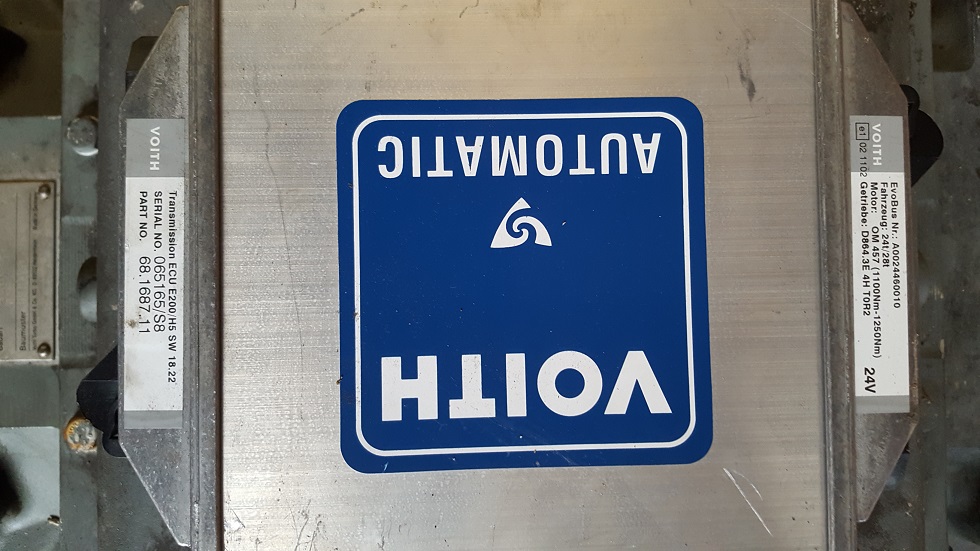 VOITH
AUTOMATIC
VOITH
Transmission ECU E200/H5 SW 18.22
SERIAL NO. 065165/S8
PART NO. 68.1687.11
VOITH
e1 02 1102
EvoBus Nr.: A0024460010
Fahrzeug: 24t/28t
Motor: OM 457 (1100Nm-1250Nm)
Getriebe: D864.3E 4H T0R2
24V